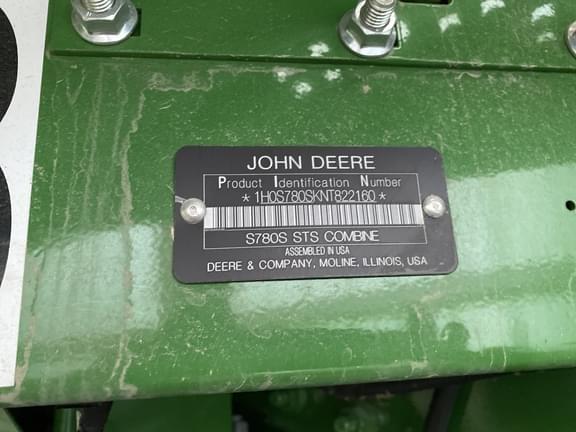 JOHN DEERE
Product Identification Number
*1H0S780SKNT822160*
S780S STS COMBINE
ASSEMBLED IN USA
DEERE & COMPANY, MOLINE, ILLINOIS, USA